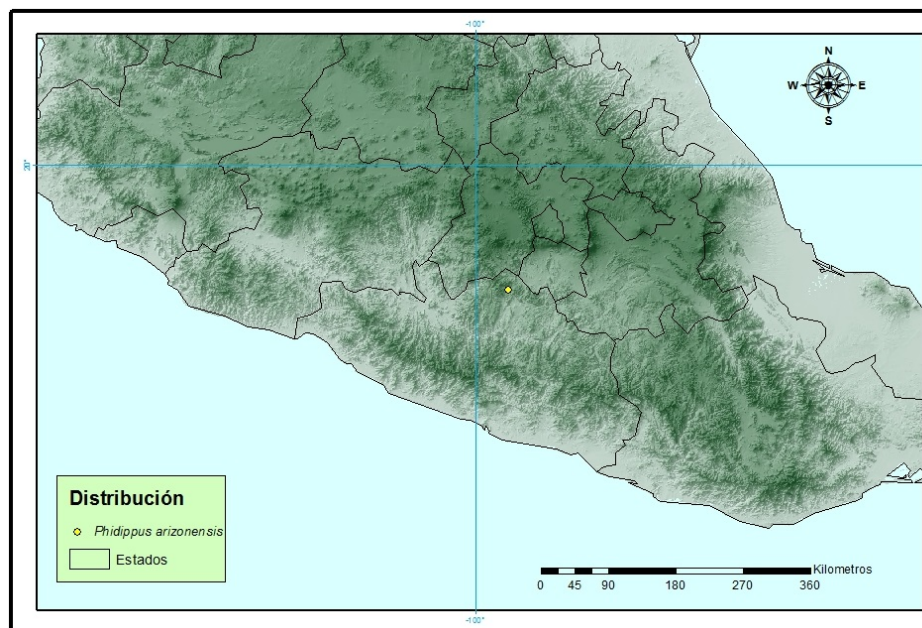 -100°
N
W E
S
20°
Distribución
Phidippus arizonensis
Estados
Kilometros
0 45 90 180 270 360
-100°